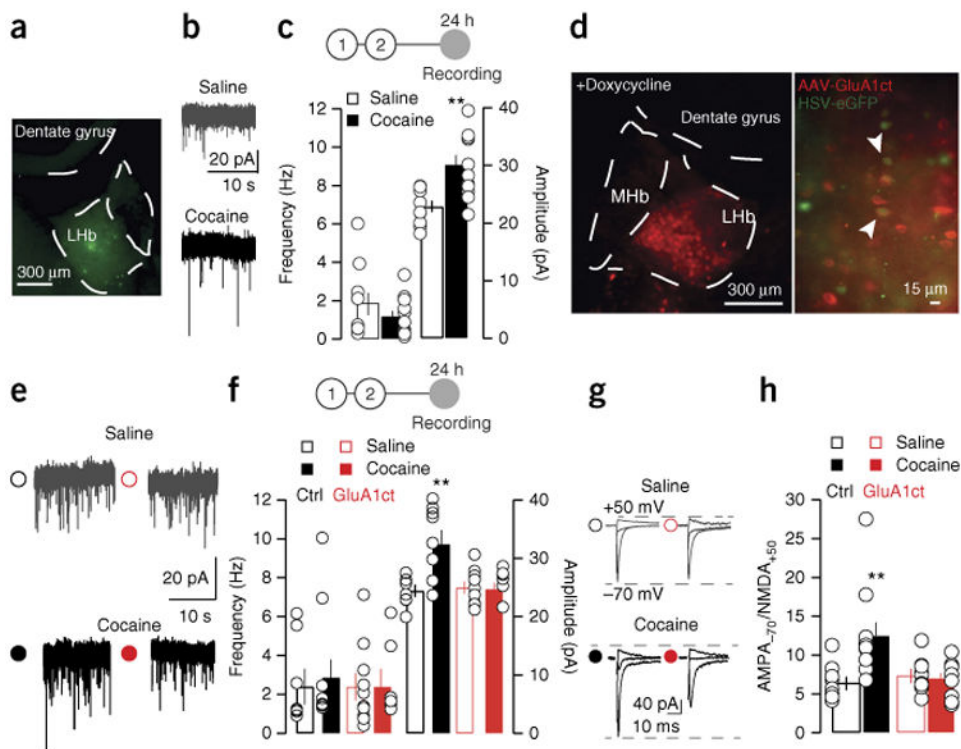 a
Dentate gyrus
LHb
300 μm
b
Saline
20 pA
10 s
Cocaine
c
24 h
1 2
Recording
Saline
Cocaine
**
Frequency (Hz)
12
10
8
6
4
2
0
40
30
20
10
0
Amplitude (pA)
d
+Doxycycline
Dentate gyrus
MHb
LHb
300 μm
AAV-GluA1ct
HSV-eGFP
15 μm
e
Saline
20 pA
10 s
Cocaine
f
24 h
1 2
Recording
Saline
Cocaine
Ctrl GluA1ct
**
Frequency (Hz)
12
10
8
6
4
2
0
40
30
20
10
0
Amplitude (pA)
g
Saline
+50 mV
–70 mV
Cocaine
40 pA
10 ms
h
Saline
Cocaine
Ctrl GluA1ct
**
AMPA–70/NMDA+50
30
25
20
15
10
5
0